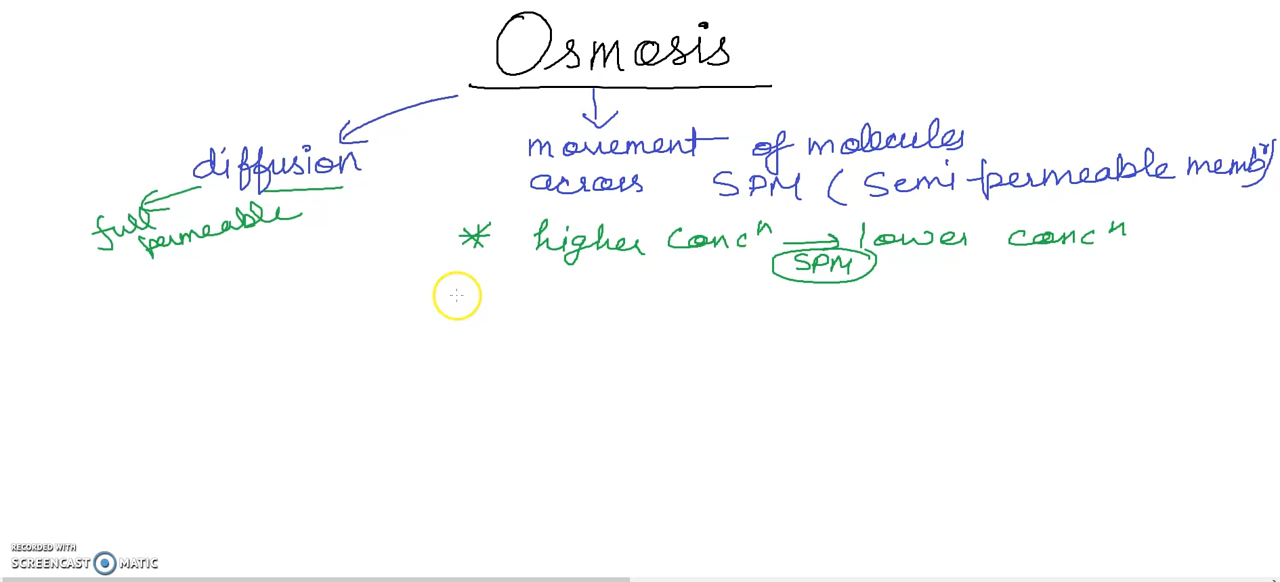 Osmosis
diffusion
full
permeable
movement of molecules
across SPM ( Semi-permeable membr)
* higher concⁿ → lower concⁿ
SPM
RECORDED WITH
SCREENCAST MATIC